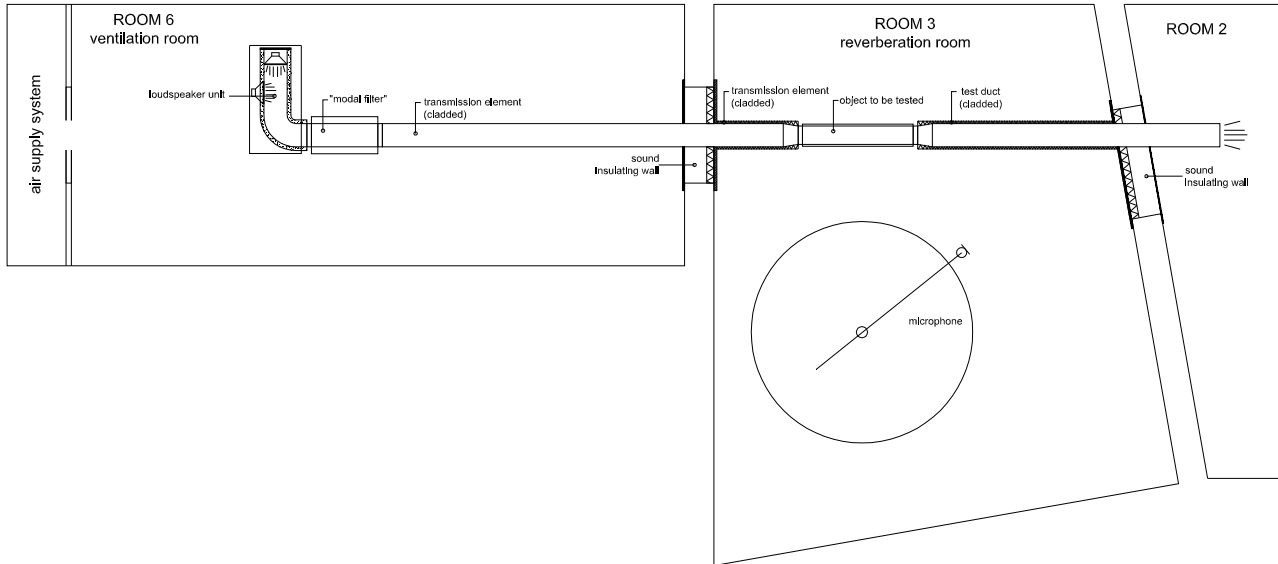 ROOM 6
ventilation room
air supply system
loudspeaker unit
"modal filter"
transmission element
(cladded)
sound
insulating wall
ROOM 3
reverberation room
transmission element
(cladded)
object to be tested
test duct
(cladded)
microphone
ROOM 2
sound
insulating wall